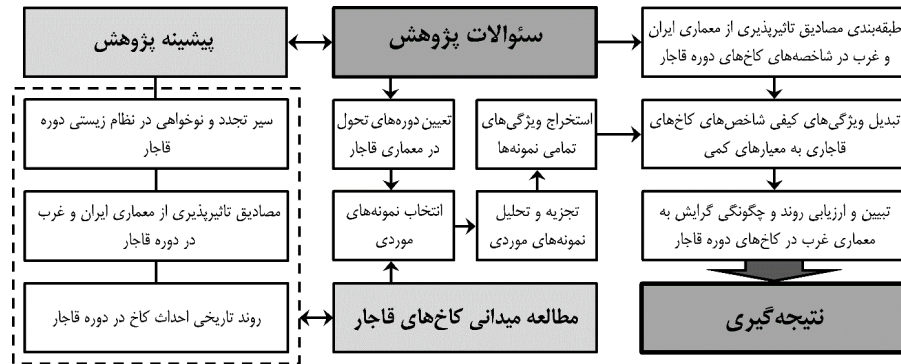 پیشینه پژوهش
سئوالات پژوهش
طبقه‌بندی مصادیق تاثیرپذیری از معماری ایران
و غرب در شاخصه‌های کاخ‌های دوره قاجار
سیر تجدد و نوخواهی در نظام زیستی دوره
قاجار
تعیین دوره‌های تحول
در معماری قاجار
استخراج ویژگی‌های
تمامی نمونه‌ها
تبدیل ویژگی‌های کیفی شاخص‌های کاخ‌های
قاجاری به معیارهای کمی
مصادیق تاثیرپذیری از معماری ایران و غرب
در دوره قاجار
انتخاب نمونه‌های
موردی
تجزیه و تحلیل
نمونه‌های موردی
تبیین و ارزیابی روند و چگونگی گرایش به
معماری غرب در کاخ‌های دوره قاجار
روند تاریخی احداث کاخ در دوره قاجار
مطالعه میدانی کاخ‌های قاجار
نتیجه‌گیری